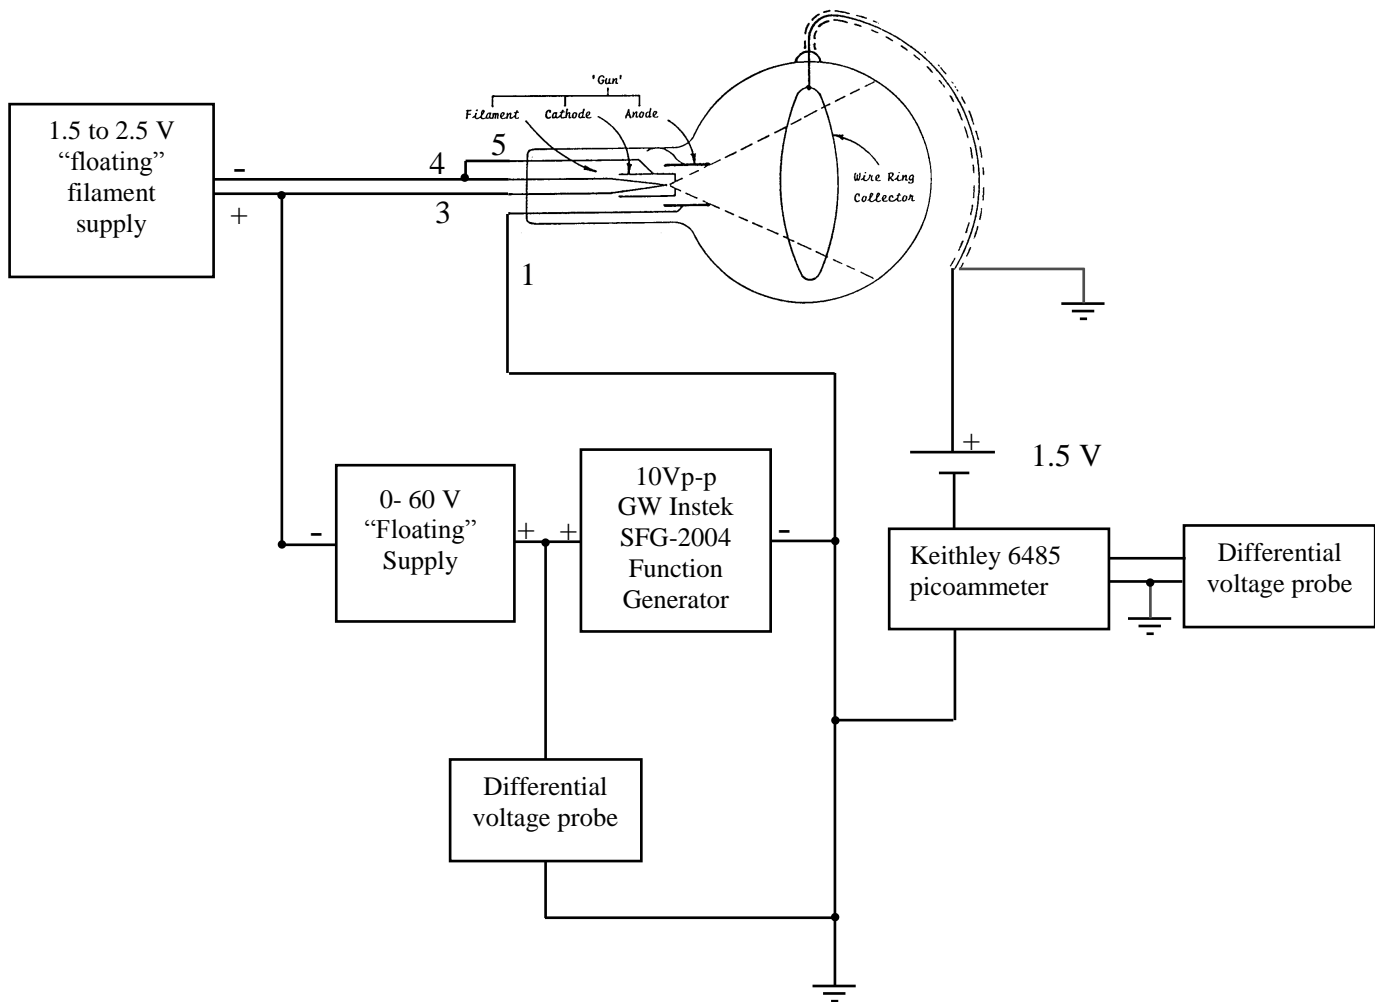 'Gun'
Filament
Cathode
Anode
1.5 to 2.5 V
“floating”
filament
supply
-
+
4
5
3
1
Wire Ring
Collector
0- 60 V
“Floating”
Supply
-
+
+
10Vp-p
GW Instek
SFG-2004
Function
Generator
-
+
1.5 V
Keithley 6485
picoammeter
Differential
voltage probe
Differential
voltage probe